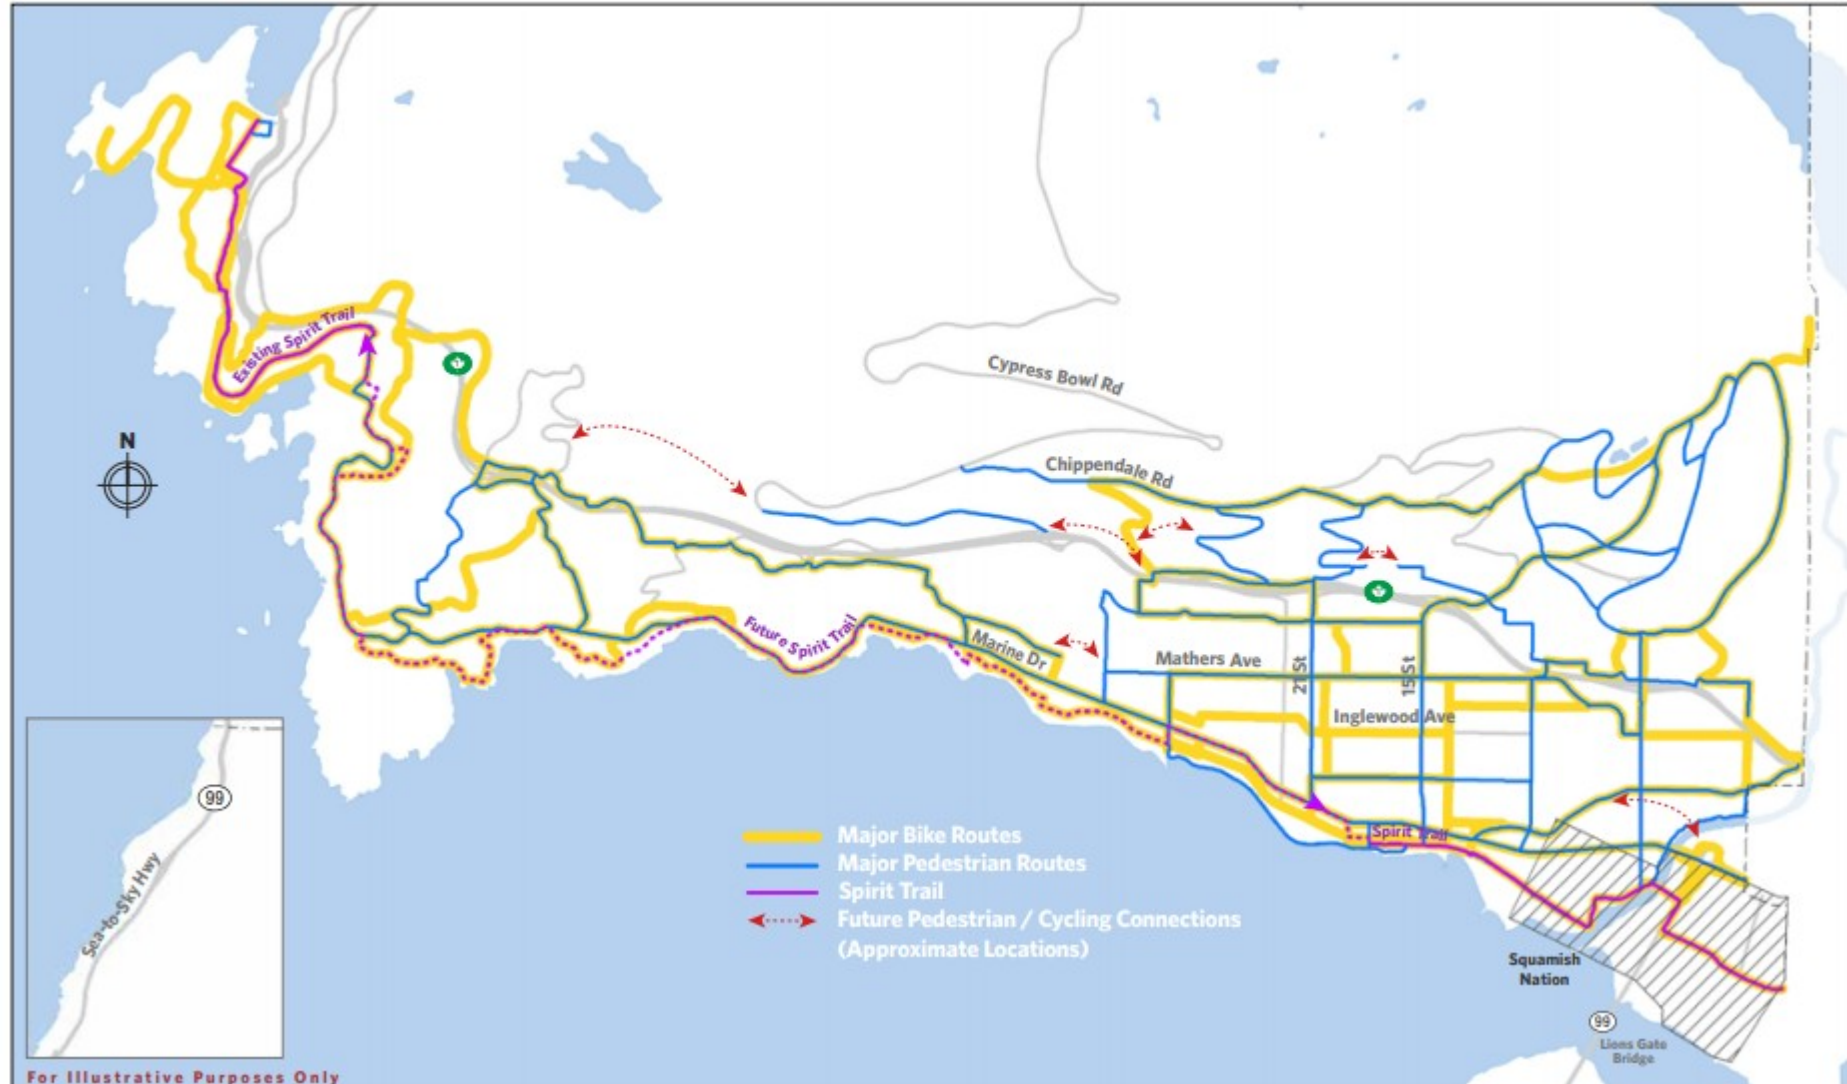 Existing Spirit Trail
1
N
Cypress Bowl Rd
Chippendale Rd
1
Future Spirit Trail
Marine Dr
Mathers Ave
21 St
15 St
Inglewood Ave
Spirit Trail
99
Sea-to-Sky Hwy
Major Bike Routes
Major Pedestrian Routes
Spirit Trail
Future Pedestrian / Cycling Connections
(Approximate Locations)
Squamish
Nation
99
Lions Gate
Bridge
For Illustrative Purposes Only